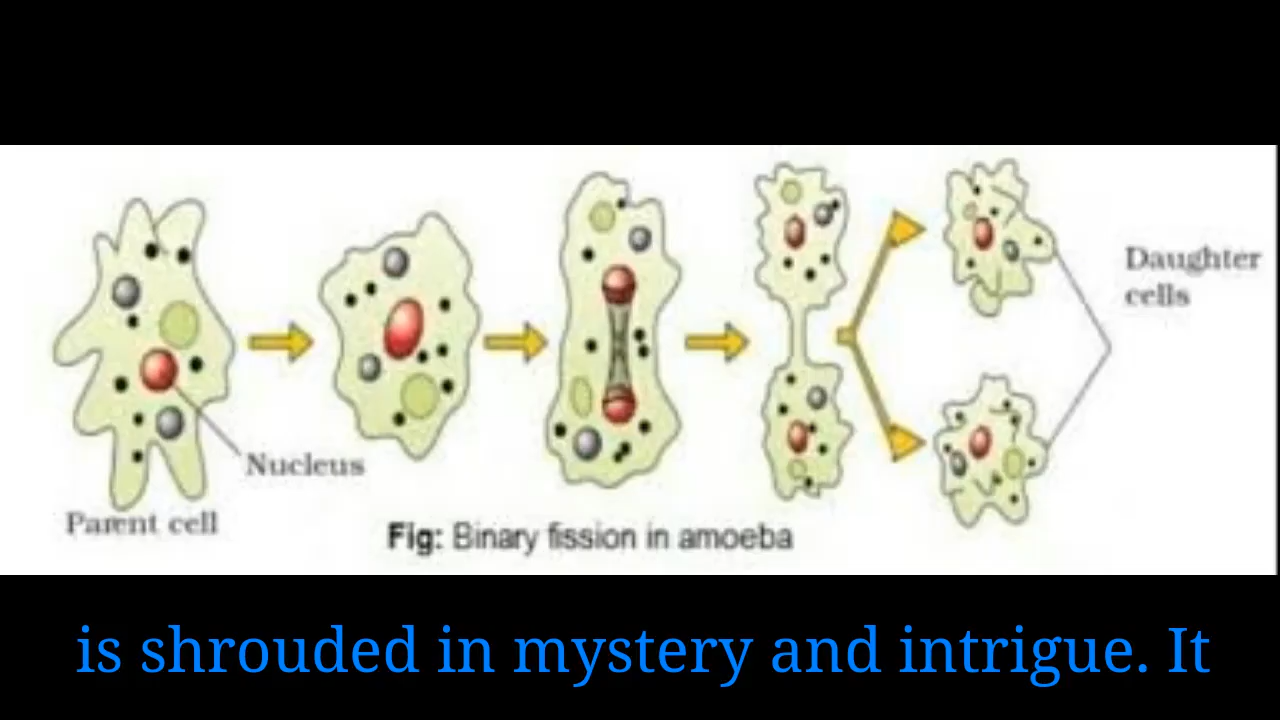 Daughter
cells
Nucleus
Parent cell
Fig: Binary fission in amoeba
is shrouded in mystery and intrigue. It